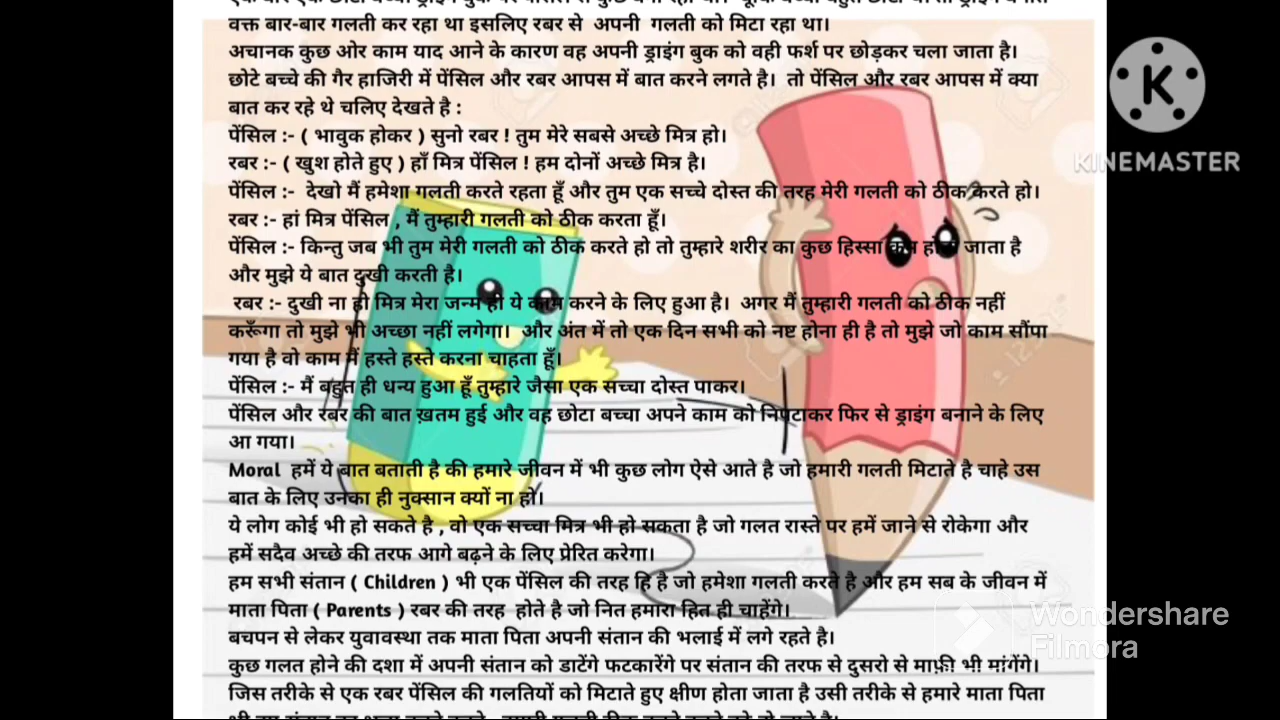 वक्त बार-बार गलती कर रहा था इसलिए रबर से अपनी गलती को मिटा रहा था।
अचानक कुछ ओर काम याद आने के कारण वह अपनी ड्राइंग बुक को वही फर्श पर छोड़कर चला जाता है।
छोटे बच्चे की गैर हाजिरी में पेंसिल और रबर आपस में बात करने लगते है। तो पेंसिल और रबर आपस में क्या
बात कर रहे थे चलिए देखते है :
पेंसिल :- ( भावुक होकर ) सुनो रबर ! तुम मेरे सबसे अच्छे मित्र हो।
रबर :- ( खुश होते हुए ) हाँ मित्र पेंसिल ! हम दोनों अच्छे मित्र है।
पेंसिल :- देखो मैं हमेशा गलती करते रहता हूँ और तुम एक सच्चे दोस्त की तरह मेरी गलती को ठीक करते हो।
रबर :- हां मित्र पेंसिल , मैं तुम्हारी गलती को ठीक करता हूँ।
पेंसिल :- किन्तु जब भी तुम मेरी गलती को ठीक करते हो तो तुम्हारे शरीर का कुछ हिस्सा जाता है
और मुझे ये बात दुखी करती है।
रबर :- दुखी ना हो मित्र मेरा जन्म ही ये काम करने के लिए हुआ है। अगर मैं तुम्हारी गलती को ठीक नहीं
करूँगा तो मुझे भी अच्छा नहीं लगेगा। और अंत में तो एक दिन सभी को नष्ट होना ही है तो मुझे जो काम सौंपा
गया है वो काम मैं हस्ते हस्ते करना चाहता हूँ।
पेंसिल :- मैं बहुत ही धन्य हुआ हूँ तुम्हारे जैसा एक सच्चा दोस्त पाकर।
पेंसिल और रबर की बात ख़तम हुई और वह छोटा बच्चा अपने काम को निपटाकर फिर से ड्राइंग बनाने के लिए
आ गया।
Moral हमें ये बात बताती है की हमारे जीवन में भी कुछ लोग ऐसे आते है जो हमारी गलती मिटाते है चाहे उस
बात के लिए उनका ही नुक्सान क्यों ना हो।
ये लोग कोई भी हो सकते है , वो एक सच्चा मित्र भी हो सकता है जो गलत रास्ते पर हमें जाने से रोकेगा और
हमें सदैव अच्छे की तरफ आगे बढ़ने के लिए प्रेरित करेगा।
हम सभी संतान ( Children ) भी एक पेंसिल की तरह हि है जो हमेशा गलती करते है और हम सब के जीवन में
माता पिता ( Parents ) रबर की तरह होते है जो नित हमारा हित ही चाहेंगे।
बचपन से लेकर युवावस्था तक माता पिता अपनी संतान की भलाई में लगे रहते है।
कुछ गलत होने की दशा में अपनी संतान को डाटेंगे फटकारेंगे पर संतान की तरफ से दुसरो से माफ़ी भी मांगेंगे।
जिस तरीके से एक रबर पेंसिल की गलतियों को मिटाते हुए क्षीण होता जाता है उसी तरीके से हमारे माता पिता
K
KINEMASTER
Wondershare
Filmora